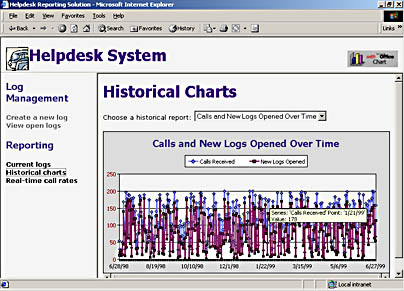 Helpdesk Reporting Solution - Microsoft Internet Explorer
File Edit View Favorites Tools Help
Back Search Favorites History Links
Helpdesk System
Office
Chart
Log
Management
Create a new log
View open logs
Reporting
Current logs
Historical charts
Real-time call rates
Historical Charts
Choose a historical report: Calls and New Logs Opened Over Time
Calls and New Logs Opened Over Time
Calls Received New Logs Opened
250
200
150
100
50
0
Series: 'Calls Received' Point: '1/21/99'
Value: 178
6/28/98 8/19/98 10/10/98 12/1/98 1/22/99 3/15/99 5/6/99 6/27/99
Local intranet